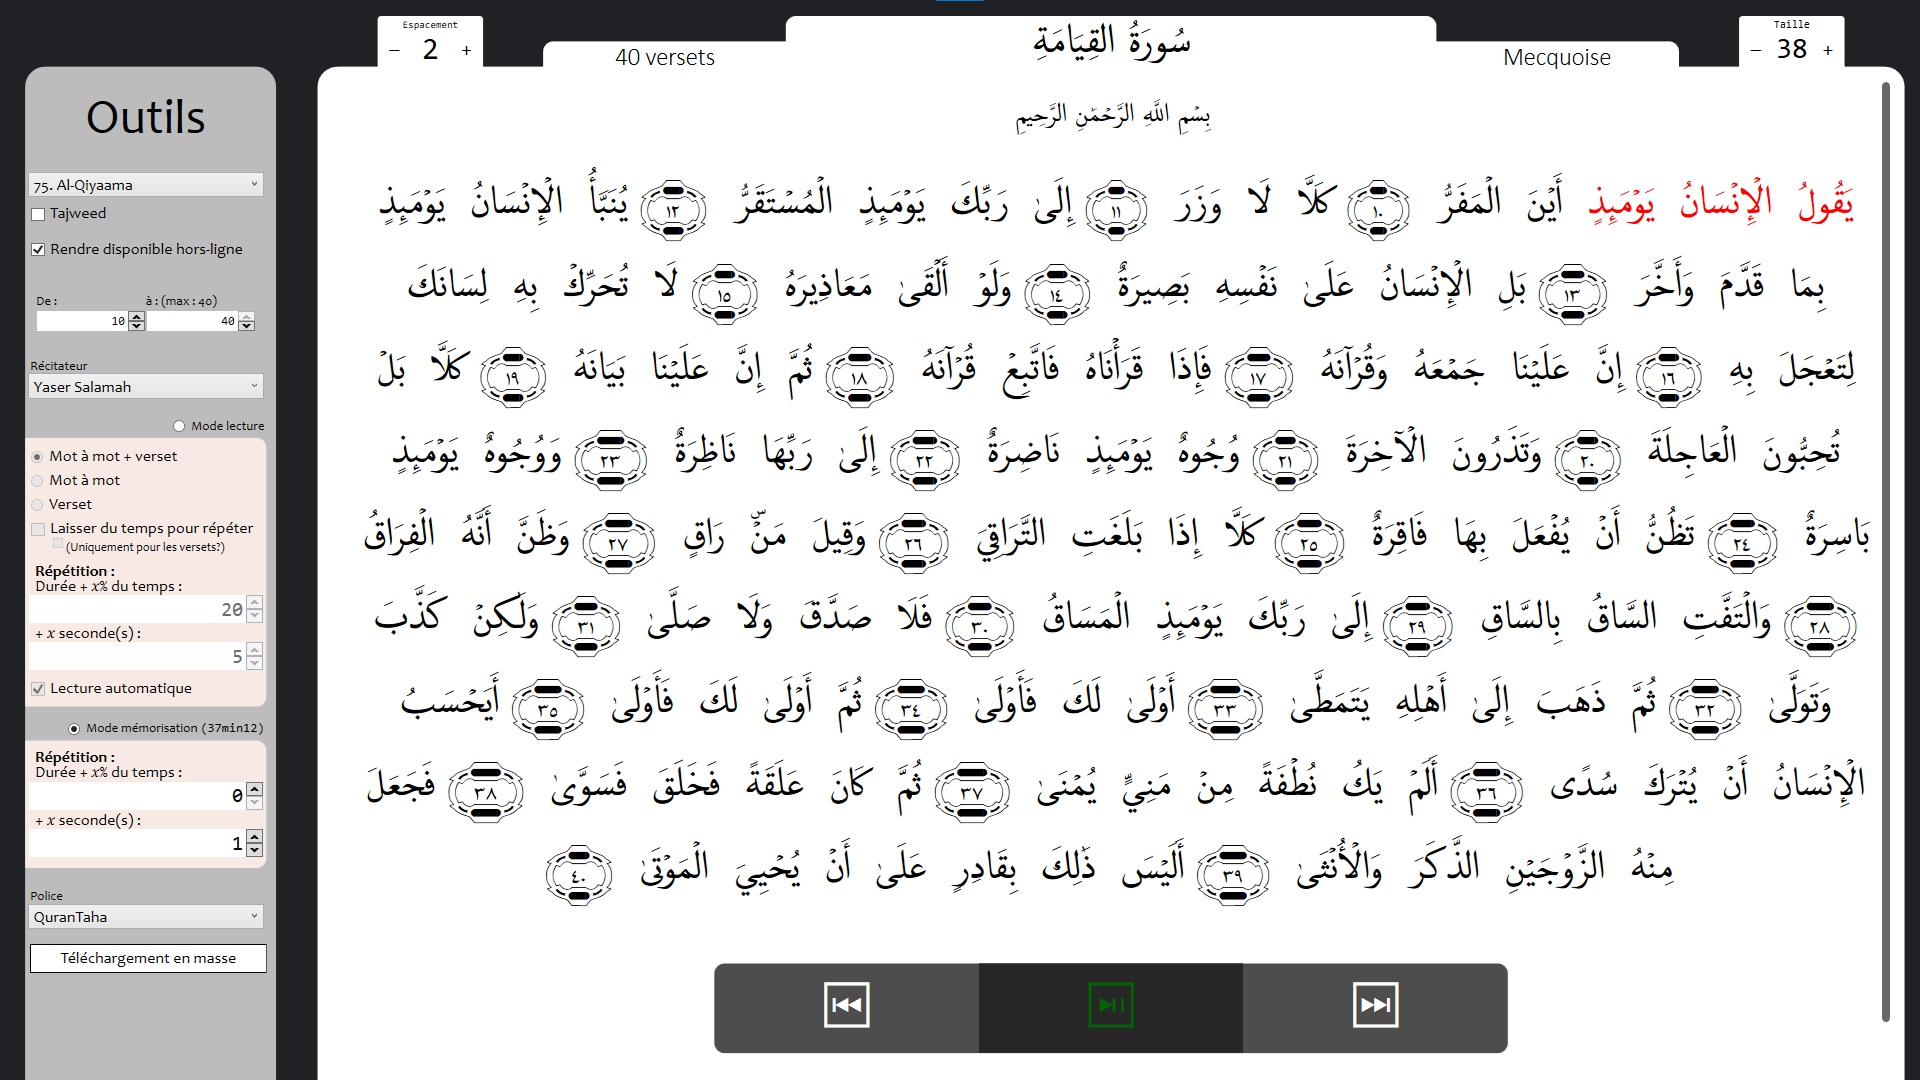 Espacement
− 2 +
40 versets
سُورَةُ القِيَامَةِ
Mecquoise
Taille
− 38 +
Outils
75. Al-Qiyaama
Tajweed
Rendre disponible hors-ligne
De :
à : (max : 40)
10
40
Récitateur
Yaser Salamah
Mode lecture
Mot à mot + verset
Mot à mot
Verset
Laisser du temps pour répéter
(Uniquement pour les versets?)
Répétition :
Durée + x% du temps :
20
+ x seconde(s) :
5
Lecture automatique
Mode mémorisation (37min12)
Répétition :
Durée + x% du temps :
0
+ x seconde(s) :
1
Police
QuranTaha
Téléchargement en masse
بِسْمِ اللَّهِ الرَّحْمَٰنِ الرَّحِيمِ
يَقُولُ الْإِنْسَانُ يَوْمَئِذٍ أَيْنَ الْمَفَرُّ ١٠ كَلَّا لَا وَزَرَ ١١ إِلَىٰ رَبِّكَ يَوْمَئِذٍ الْمُسْتَقَرُّ ١٢ يُنَبَّأُ الْإِنْسَانُ يَوْمَئِذٍ
بِمَا قَدَّمَ وَأَخَّرَ ١٣ بَلِ الْإِنْسَانُ عَلَىٰ نَفْسِهِ بَصِيرَةٌ ١٤ وَلَوْ أَلْقَىٰ مَعَاذِيرَهُ ١٥ لَا تُحَرِّكْ بِهِ لِسَانَكَ
لِتَعْجَلَ بِهِ ١٦ إِنَّ عَلَيْنَا جَمْعَهُ وَقُرْآنَهُ ١٧ فَإِذَا قَرَأْنَاهُ فَاتَّبِعْ قُرْآنَهُ ١٨ ثُمَّ إِنَّ عَلَيْنَا بَيَانَهُ ١٩ كَلَّا بَلْ
تُحِبُّونَ الْعَاجِلَةَ ٢٠ وَتَذَرُونَ الْآخِرَةَ ٢١ وُجُوهٌ يَوْمَئِذٍ نَاضِرَةٌ ٢٢ إِلَىٰ رَبِّهَا نَاظِرَةٌ ٢٣ وَوُجُوهٌ يَوْمَئِذٍ
بَاسِرَةٌ ٢٤ تَظُنُّ أَنْ يُفْعَلَ بِهَا فَاقِرَةٌ ٢٥ كَلَّا إِذَا بَلَغَتِ التَّرَاقِيَ ٢٦ وَقِيلَ مَنْ ۜ رَاقٍ ٢٧ وَظَنَّ أَنَّهُ الْفِرَاقُ
٢٨ وَالْتَفَّتِ السَّاقُ بِالسَّاقِ ٢٩ إِلَىٰ رَبِّكَ يَوْمَئِذٍ الْمَسَاقُ ٣٠ فَلَا صَدَّقَ وَلَا صَلَّىٰ ٣١ وَلَٰكِنْ كَذَّبَ
وَتَوَلَّىٰ ٣٢ ثُمَّ ذَهَبَ إِلَىٰ أَهْلِهِ يَتَمَطَّىٰ ٣٣ أَوْلَىٰ لَكَ فَأَوْلَىٰ ٣٤ ثُمَّ أَوْلَىٰ لَكَ فَأَوْلَىٰ ٣٥ أَيَحْسَبُ
الْإِنْسَانُ أَنْ يُتْرَكَ سُدًى ٣٦ أَلَمْ يَكُ نُطْفَةً مِنْ مَنِيٍّ يُمْنَىٰ ٣٧ ثُمَّ كَانَ عَلَقَةً فَخَلَقَ فَسَوَّىٰ ٣٨ فَجَعَلَ
مِنْهُ الزَّوْجَيْنِ الذَّكَرَ وَالْأُنْثَىٰ ٣٩ أَلَيْسَ ذَٰلِكَ بِقَادِرٍ عَلَىٰ أَنْ يُحْيِيَ الْمَوْتَىٰ ٤٠